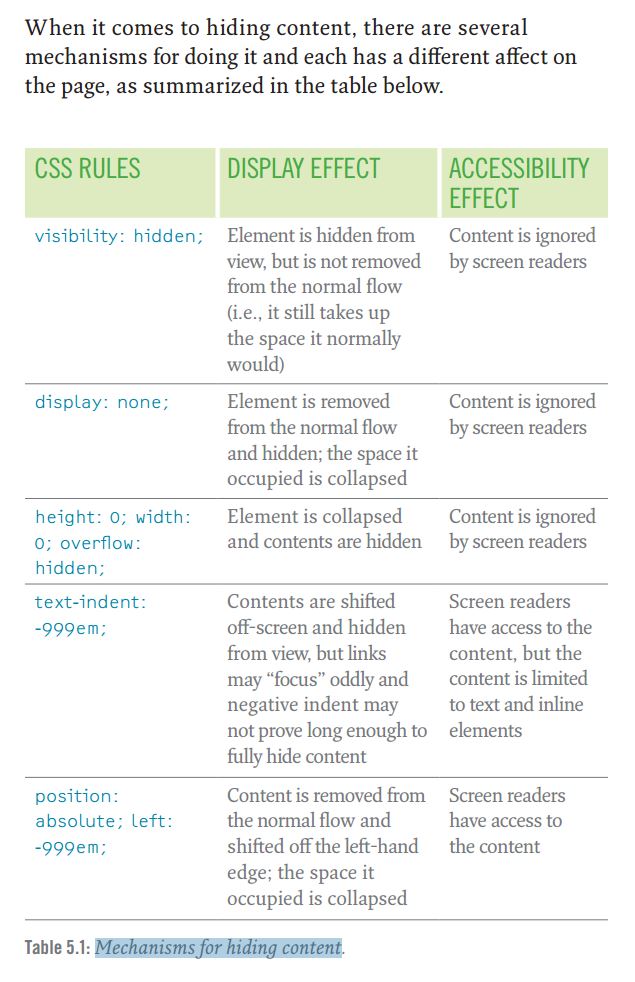 When it comes to hiding content, there are several
mechanisms for doing it and each has a different affect on
the page, as summarized in the table below.
CSS RULES
DISPLAY EFFECT
ACCESSIBILITY
EFFECT
visibility: hidden;
Element is hidden from
view, but is not removed
from the normal flow
(i.e., it still takes up
the space it normally
would)
Content is ignored
by screen readers
display: none;
Element is removed
from the normal flow
and hidden; the space it
occupied is collapsed
Content is ignored
by screen readers
height: 0; width:
0; overflow:
hidden;
Element is collapsed
and contents are hidden
Content is ignored
by screen readers
text-indent:
-999em;
Contents are shifted
off-screen and hidden
from view, but links
may “focus” oddly and
negative indent may
not prove long enough to
fully hide content
Screen readers
have access to the
content, but the
content is limited
to text and inline
elements
position:
absolute; left:
-999em;
Content is removed from
the normal flow and
shifted off the left-hand
edge; the space it
occupied is collapsed
Screen readers
have access to
the content
Table 5.1: Mechanisms for hiding content.